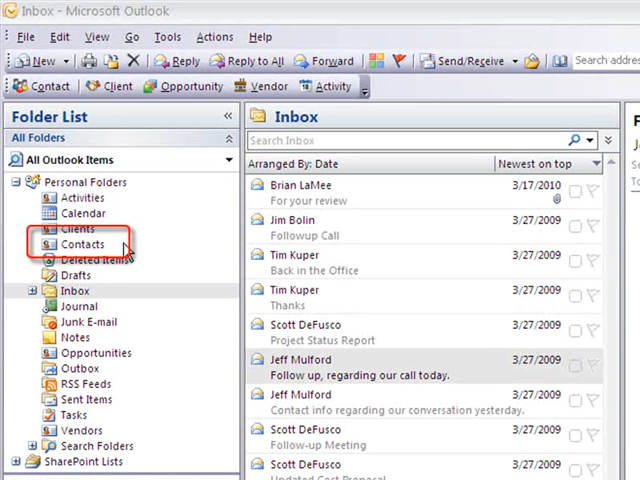 Inbox - Microsoft Outlook
File Edit View Go Tools Actions Help
New Reply Reply to All Forward Send/Receive Search address
Contact Client Opportunity Vendor Activity
Folder List
All Folders
All Outlook Items
Personal Folders
Activities
Calendar
Clients
Contacts
Deleted Items
Drafts
Inbox
Journal
Junk E-mail
Notes
Opportunities
Outbox
RSS Feeds
Sent Items
Tasks
Vendors
Search Folders
SharePoint Lists
Inbox
Search Inbox
Arranged By: Date Newest on top
Brian LaMee 3/17/2010
For your review
Jim Bolin 3/27/2009
Followup Call
Tim Kuper 3/27/2009
Back in the Office
Tim Kuper 3/27/2009
Thanks
Scott DeFusco 3/27/2009
Project Status Report
Jeff Mulford 3/27/2009
Follow up, regarding our call today.
Jeff Mulford 3/27/2009
Contact info regarding our conversation yesterday.
Scott DeFusco 3/27/2009
Follow-up Meeting
Scott DeFusco 3/27/2009
Updated Cost Proposal